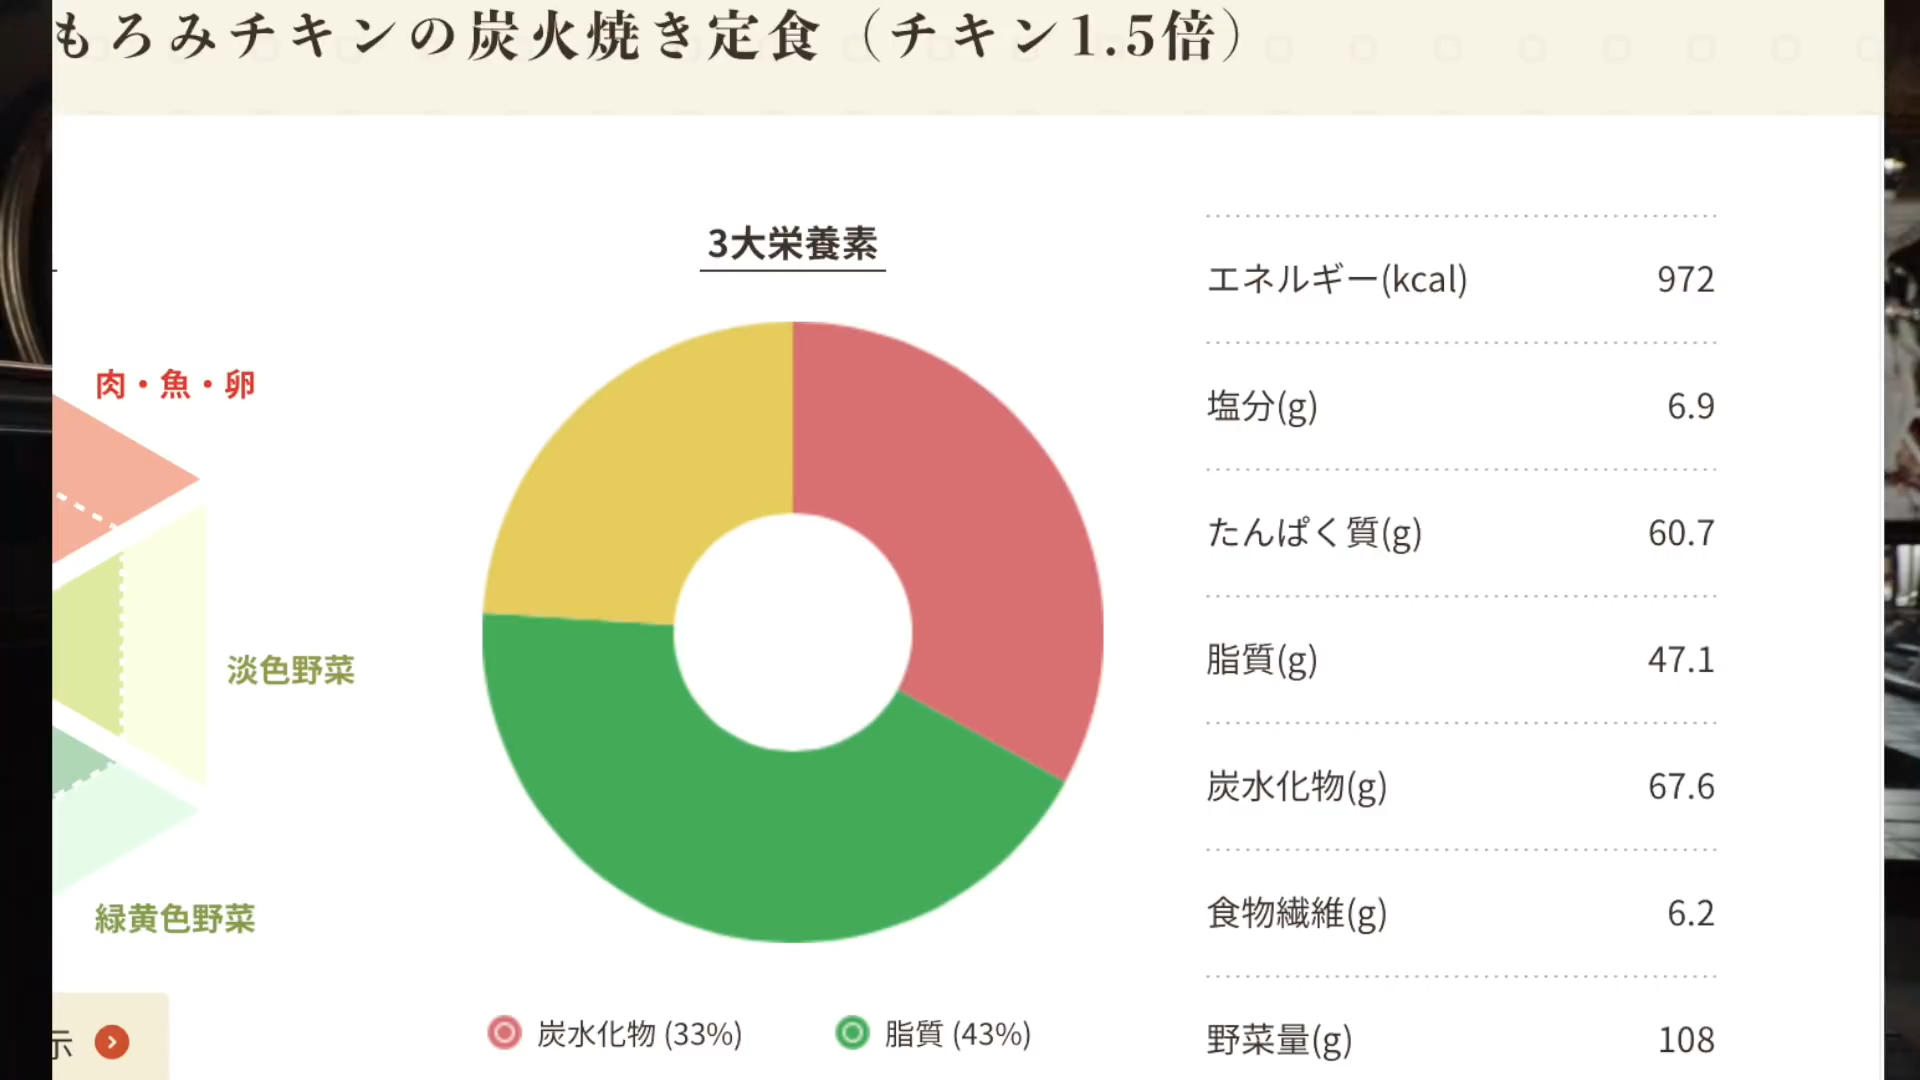 もろみチキンの炭火焼き定食（チキン1.5倍）
3大栄養素
肉・魚・卵
淡色野菜
緑黄色野菜
示
炭水化物 (33%)
脂質 (43%)
エネルギー(kcal) 972
塩分(g) 6.9
たんぱく質(g) 60.7
脂質(g) 47.1
炭水化物(g) 67.6
食物繊維(g) 6.2
野菜量(g) 108